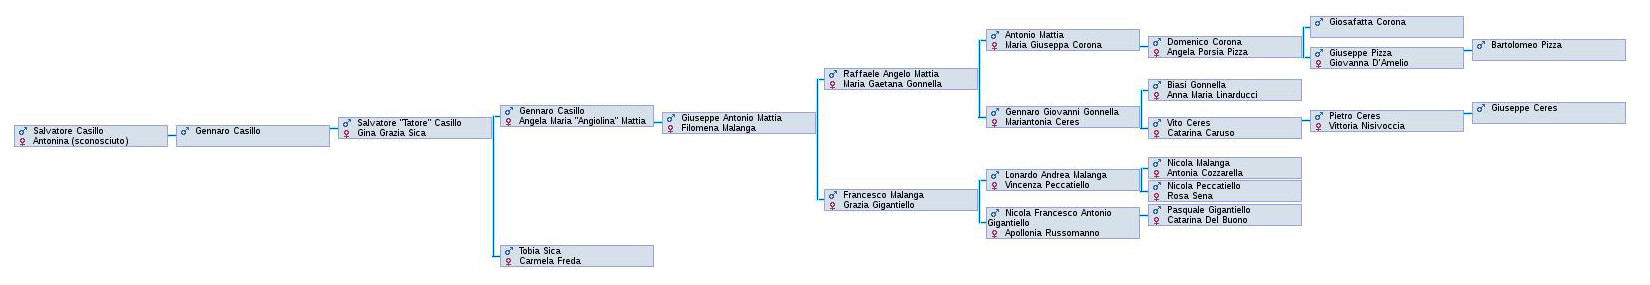 Salvatore Casillo
Antonina (sconosciuto)
Gennaro Casillo
Salvatore "Tatore" Casillo
Gina Grazia Sica
Gennaro Casillo
Angela Maria "Angiolina" Mattia
Tobia Sica
Carmela Freda
Giuseppe Antonio Mattia
Filomena Malanga
Raffaele Angelo Mattia
Maria Gaetana Gonnella
Francesco Malanga
Grazia Gigantiello
Antonio Mattia
Maria Giuseppa Corona
Gennaro Giovanni Gonnella
Mariantonia Ceres
Lonardo Andrea Malanga
Vincenza Peccatiello
Nicola Francesco Antonio
Gigantiello
Apollonia Russomanno
Domenico Corona
Angela Porsia Pizza
Biasi Gonnella
Anna Maria Linarducci
Vito Ceres
Catarina Caruso
Nicola Malanga
Antonia Cozzarella
Nicola Peccatiello
Rosa Sena
Pasquale Gigantiello
Catarina Del Buono
Giosafatta Corona
Giuseppe Pizza
Giovanna D'Amelio
Pietro Ceres
Vittoria Nisivoccia
Bartolomeo Pizza
Giuseppe Ceres